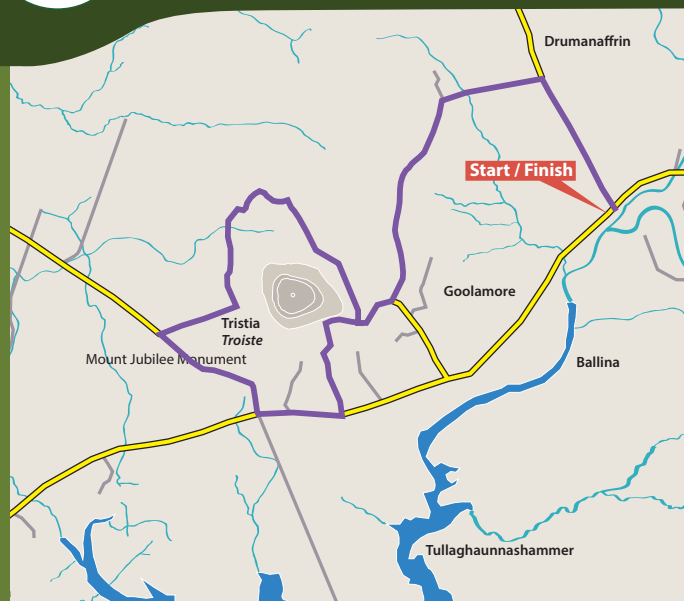 Drumanaffrin
Start / Finish
Goolamore
Tristia
Troiste
Mount Jubilee Monument
Ballina
Tullaghaunnashammer